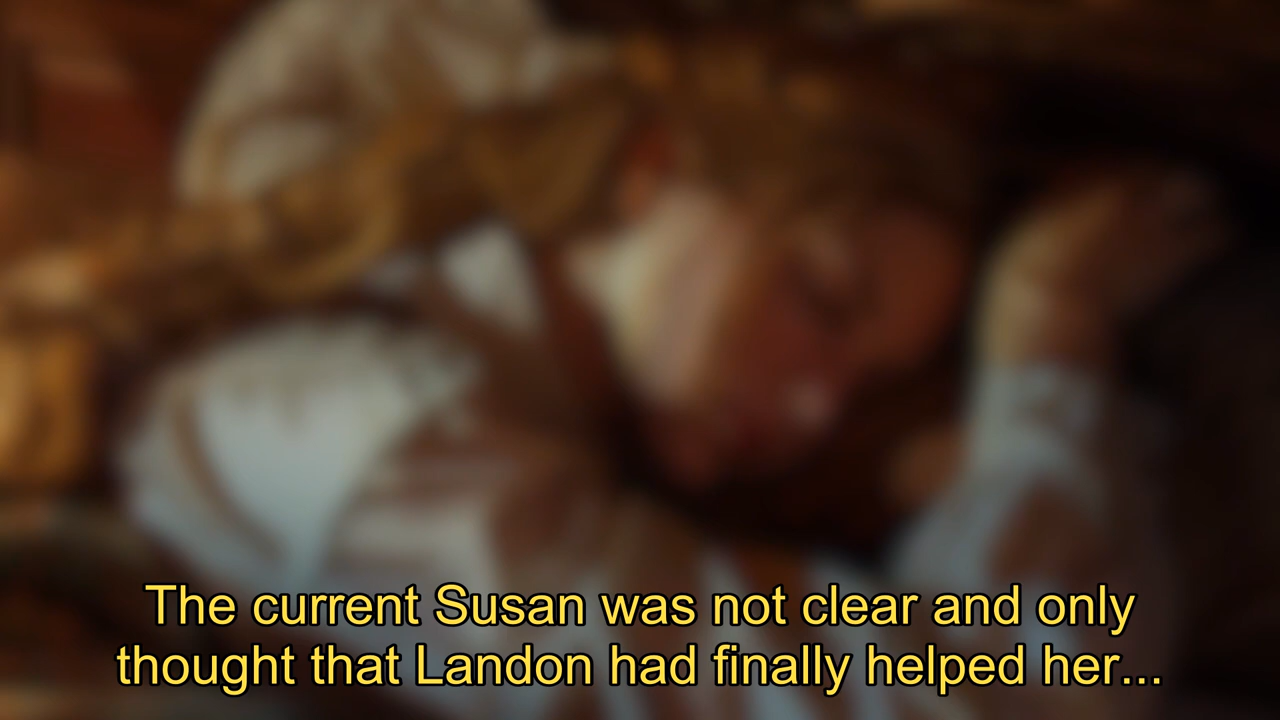 The current Susan was not clear and only
thought that Landon had finally helped her...